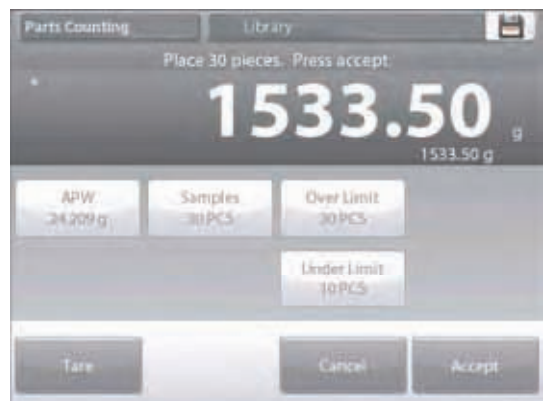 Parts Counting Library
Place 30 pieces. Press accept
1533.50 g
1533.50 g
APW Samples Over Limit
24.209 g 30 PCS 30 PCS
Under Limit
10 PCS
Tare Cancel Accept